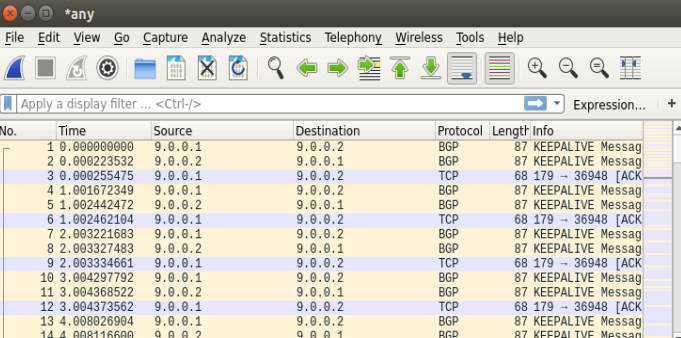 *any
File Edit View Go Capture Analyze Statistics Telephony Wireless Tools Help
Apply a display filter ... <Ctrl-/> Expression... +
No. Time Source Destination Protocol Length Info
1 0.000000000 9.0.0.1 9.0.0.2 BGP 87 KEEPALIVE Messag
2 0.000223532 9.0.0.2 9.0.0.1 BGP 87 KEEPALIVE Messag
3 0.000255475 9.0.0.1 9.0.0.2 TCP 68 179 → 36948 [ACK
4 1.001672349 9.0.0.1 9.0.0.2 BGP 87 KEEPALIVE Messag
5 1.002442472 9.0.0.2 9.0.0.1 BGP 87 KEEPALIVE Messag
6 1.002462104 9.0.0.1 9.0.0.2 TCP 68 179 → 36948 [ACK
7 2.003221683 9.0.0.1 9.0.0.2 BGP 87 KEEPALIVE Messag
8 2.003327483 9.0.0.2 9.0.0.1 BGP 87 KEEPALIVE Messag
9 2.003334661 9.0.0.1 9.0.0.2 TCP 68 179 → 36948 [ACK
10 3.004297792 9.0.0.1 9.0.0.2 BGP 87 KEEPALIVE Messag
11 3.004368522 9.0.0.2 9.0.0.1 BGP 87 KEEPALIVE Messag
12 3.004373562 9.0.0.1 9.0.0.2 TCP 68 179 → 36948 [ACK
13 4.008026904 9.0.0.1 9.0.0.2 BGP 87 KEEPALIVE Messag
14 4.008116600 9.0.0.2 9.0.0.1 BGP 87 KEEPALIVE Messag